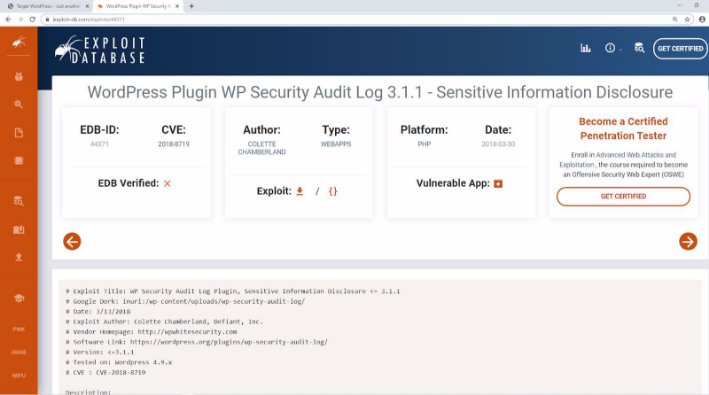 Target WordPress – Just another
WordPress Plugin WP Security A
exploit-db.com/exploits/44371
EXPLOIT
DATABASE
GET CERTIFIED
WordPress Plugin WP Security Audit Log 3.1.1 - Sensitive Information Disclosure
EDB-ID:
44371
CVE:
2018-8719
EDB Verified: ×
Author:
COLETTE
CHAMBERLAND
Type:
WEBAPPS
Exploit: / {}
Platform:
PHP
Date:
2018-03-30
Vulnerable App:
Become a Certified
Penetration Tester
Enroll in Advanced Web Attacks and
Exploitation , the course required to become
an Offensive Security Web Expert (OSWE)
GET CERTIFIED
# Exploit Title: WP Security Audit Log Plugin, Sensitive Information Disclosure <= 3.1.1
# Google Dork: inurl:/wp-content/uploads/wp-security-audit-log/
# Date: 3/13/2018
# Exploit Author: Colette Chamberland, Defiant, Inc.
# Vendor Homepage: http://wpwhitesecurity.com
# Software Link: https://wordpress.org/plugins/wp-security-audit-log/
# Version: <=3.1.1
# Tested on: Wordpress 4.9.x
# CVE : CVE-2018-8719
Description:
PWK
AWAE
WiFU